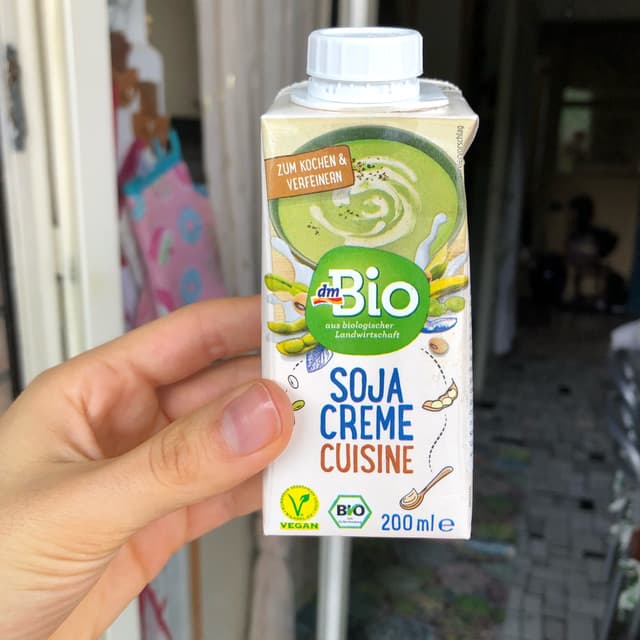 ZUM KOCHEN &
VERFEINERN
dm Bio
aus biologischer
Landwirtschaft
SOJA
CREME
CUISINE
VEGAN
BIO
200 ml e